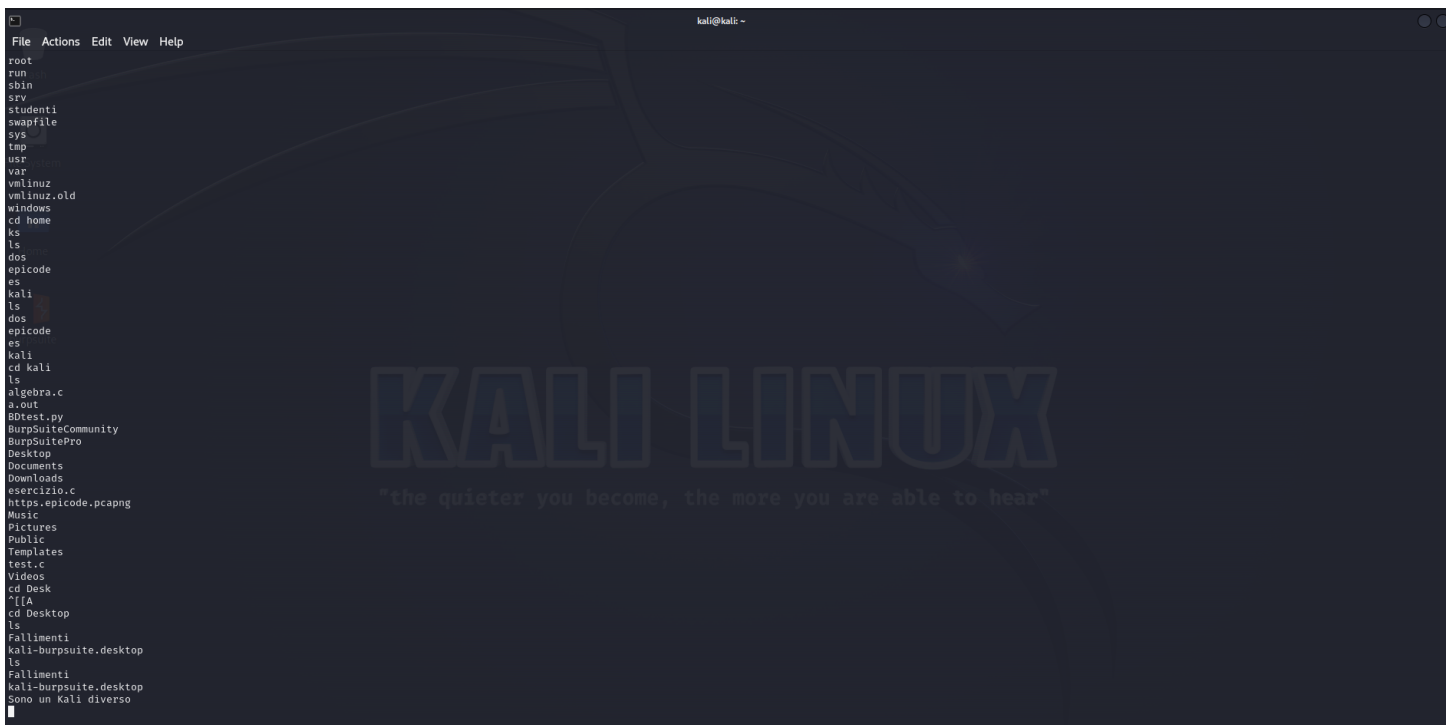 kali@kali: ~
File Actions Edit View Help
root
run
sbin
srv
studenti
swapfile
sys
tmp
usr
var
vmlinuz
vmlinuz.old
windows
cd home
ks
ls
dos
epicode
es
kali
ls
dos
epicode
es
kali
cd kali
ls
algebra.c
a.out
BDtest.py
BurpSuiteCommunity
BurpSuitePro
Desktop
Documents
Downloads
esercizio.c
https.epicode.pcapng
Music
Pictures
Public
Templates
test.c
Videos
cd Desk
^[[A
cd Desktop
ls
Fallimenti
kali-burpsuite.desktop
ls
Fallimenti
kali-burpsuite.desktop
Sono un Kali diverso
KALI LINUX
"the quieter you become, the more you are able to hear"